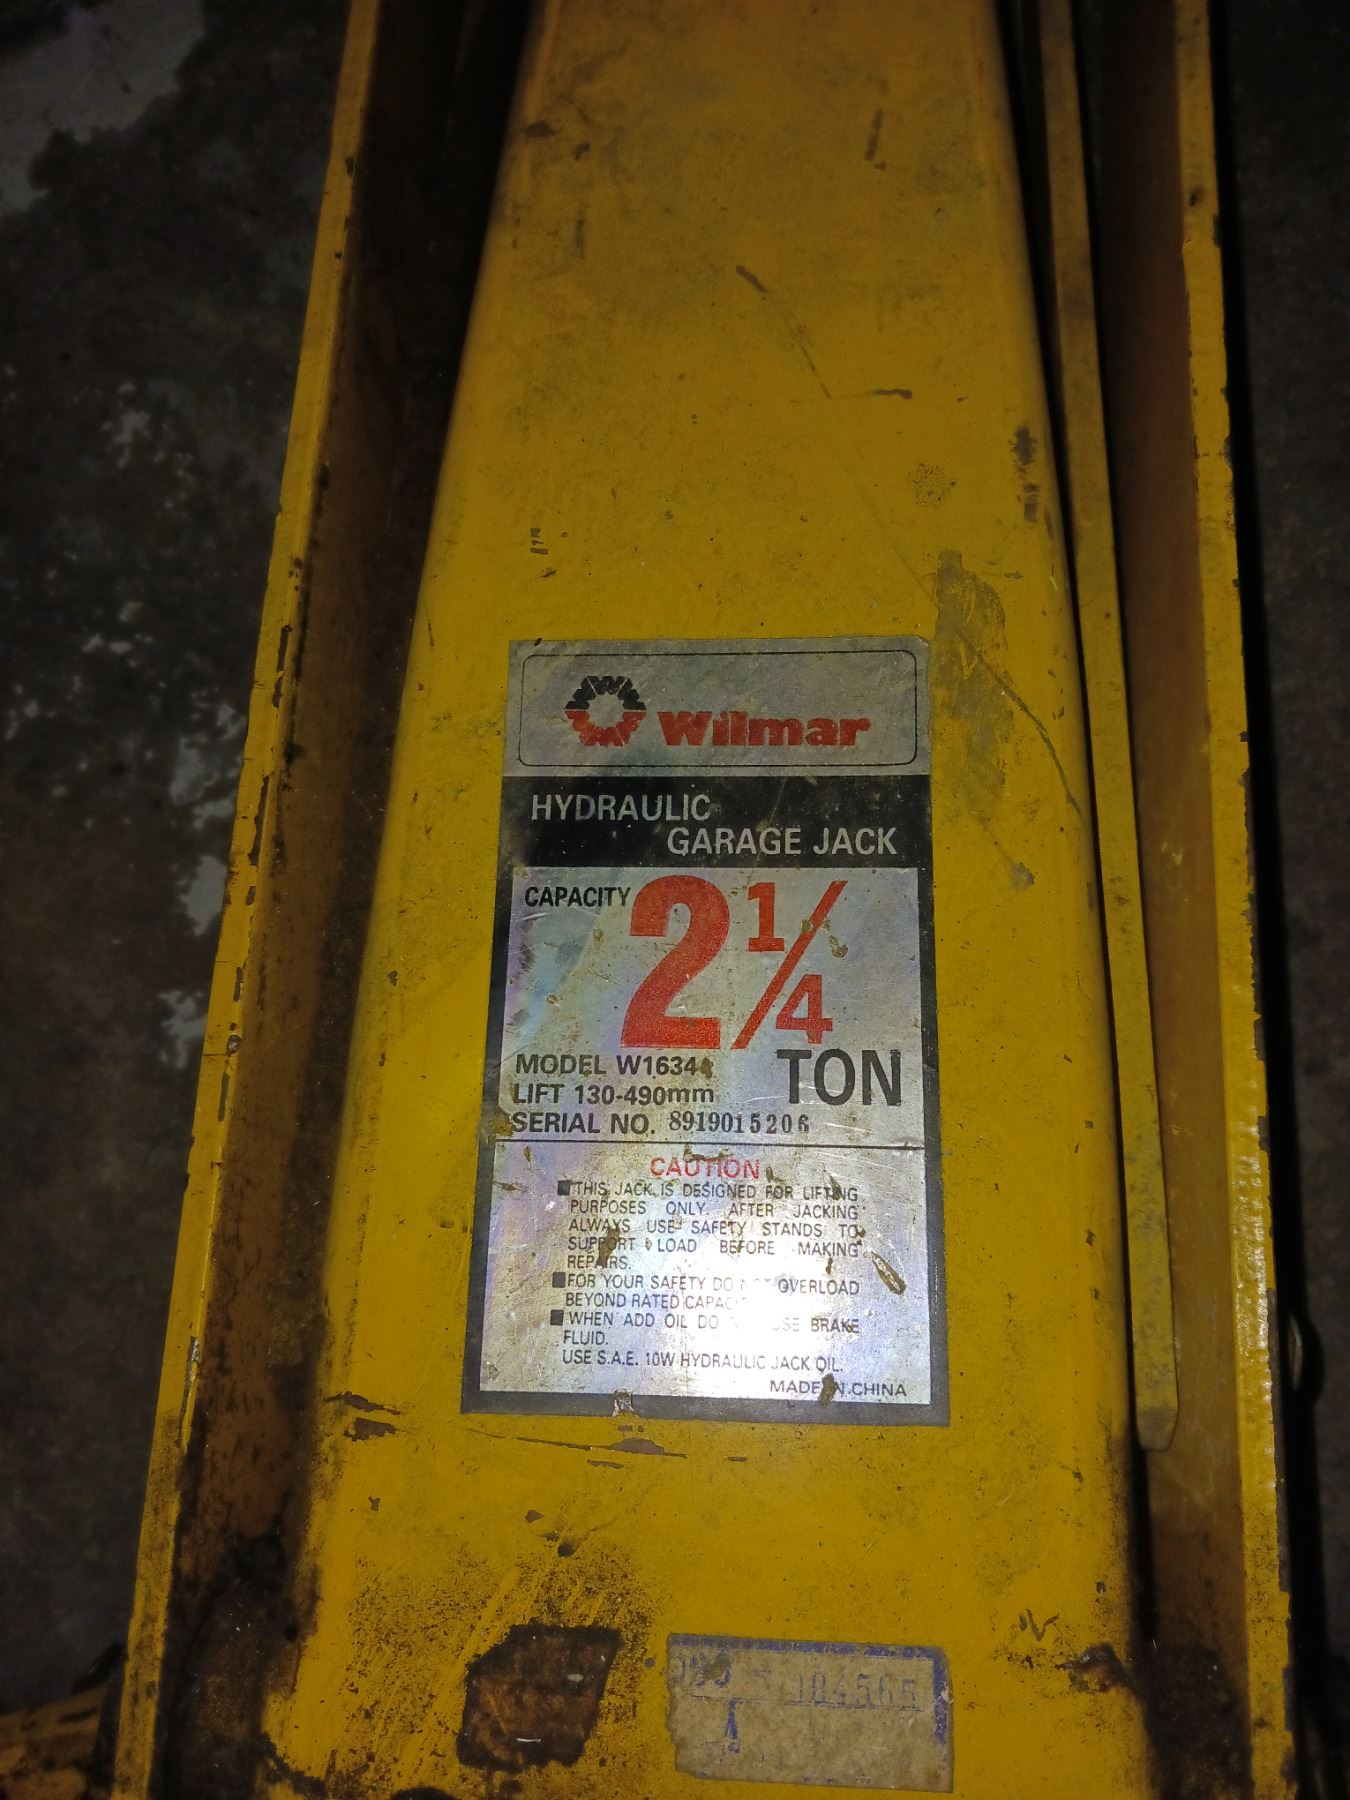 Wilmar
HYDRAULIC
GARAGE JACK
CAPACITY 2 1/4
TON
MODEL W1634
LIFT 130-490mm
SERIAL NO. 8919015206
CAUTION
■ THIS JACK IS DESIGNED FOR LIFTING
PURPOSES ONLY. AFTER JACKING
ALWAYS USE SAFETY STANDS TO
SUPPORT LOAD BEFORE MAKING
REPAIRS.
■ FOR YOUR SAFETY DO NOT OVERLOAD
BEYOND RATED
■ WHEN ADD OIL DO USE BRAKE
FLUID.
USE S.A.E. 10W HYDRAULIC JACK OIL.
MADE IN CHINA
104565